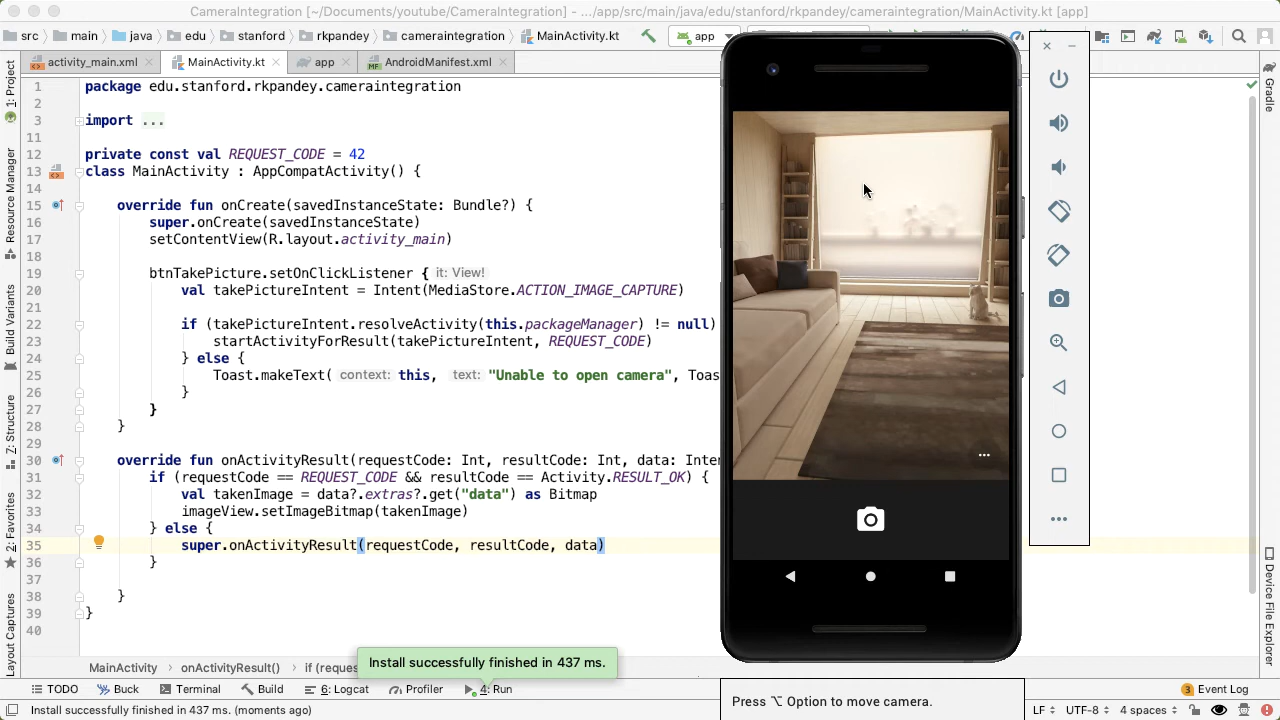 CameraIntegration [~/Documents/youtube/CameraIntegration] - .../app/src/main/java/edu/stanford/rkpandey/cameraintegration/MainActivity.kt [app]
src main java edu stanford rkpandey cameraintegration MainActivity.kt app
activity_main.xml MainActivity.kt app AndroidManifest.xml
1: Project
Resource Manager
Build Variants
Z: Structure
2: Favorites
Layout Captures
1 package edu.stanford.rkpandey.cameraintegration
2
3 import ...
11
12 private const val REQUEST_CODE = 42
13 class MainActivity : AppCompatActivity() {
14
15 override fun onCreate(savedInstanceState: Bundle?) {
16 super.onCreate(savedInstanceState)
17 setContentView(R.layout.activity_main)
18
19 btnTakePicture.setOnClickListener { it: View!
20 val takePictureIntent = Intent(MediaStore.ACTION_IMAGE_CAPTURE)
21
22 if (takePictureIntent.resolveActivity(this.packageManager) != null)
23 startActivityForResult(takePictureIntent, REQUEST_CODE)
24 } else {
25 Toast.makeText( context: this, text: "Unable to open camera", Toas
26 }
27 }
28 }
29
30 override fun onActivityResult(requestCode: Int, resultCode: Int, data: Inte
31 if (requestCode == REQUEST_CODE && resultCode == Activity.RESULT_OK) {
32 val takenImage = data?.extras?.get("data") as Bitmap
33 imageView.setImageBitmap(takenImage)
34 } else {
35 super.onActivityResult(requestCode, resultCode, data)
36 }
37
38 }
39 }
40
Gradle
Device File Explorer
MainActivity › onActivityResult() › if (reques
Install successfully finished in 437 ms.
TODO Buck Terminal Build 6: Logcat Profiler 4: Run
3 Event Log
Press ⌥ Option to move camera.
Install successfully finished in 437 ms. (moments ago)
LF UTF-8 4 spaces